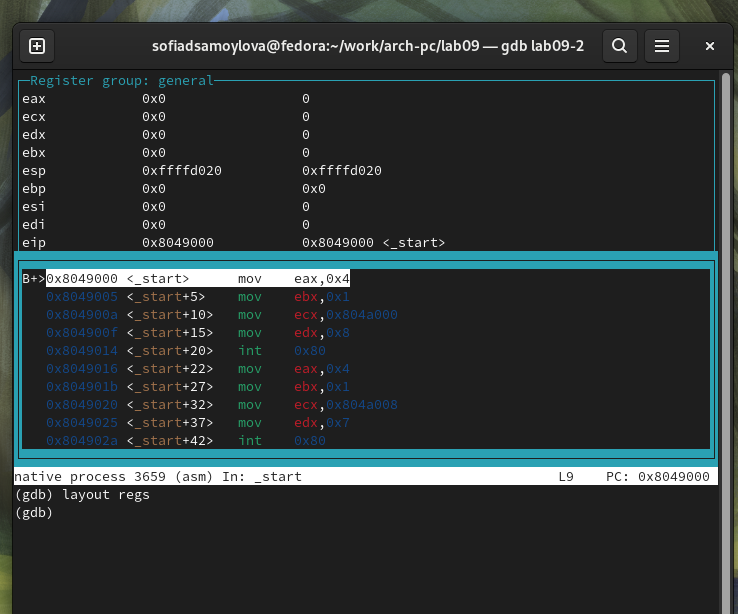 sofiadsamoylova@fedora:~/work/arch-pc/lab09 — gdb lab09-2
Register group: general
eax 0x0 0
ecx 0x0 0
edx 0x0 0
ebx 0x0 0
esp 0xffffd020 0xffffd020
ebp 0x0 0x0
esi 0x0 0
edi 0x0 0
eip 0x8049000 0x8049000 <_start>
B+>0x8049000 <_start> mov eax,0x4
0x8049005 <_start+5> mov ebx,0x1
0x804900a <_start+10> mov ecx,0x804a000
0x804900f <_start+15> mov edx,0x8
0x8049014 <_start+20> int 0x80
0x8049016 <_start+22> mov eax,0x4
0x804901b <_start+27> mov ebx,0x1
0x8049020 <_start+32> mov ecx,0x804a008
0x8049025 <_start+37> mov edx,0x7
0x804902a <_start+42> int 0x80
native process 3659 (asm) In: _start L9 PC: 0x8049000
(gdb) layout regs
(gdb)